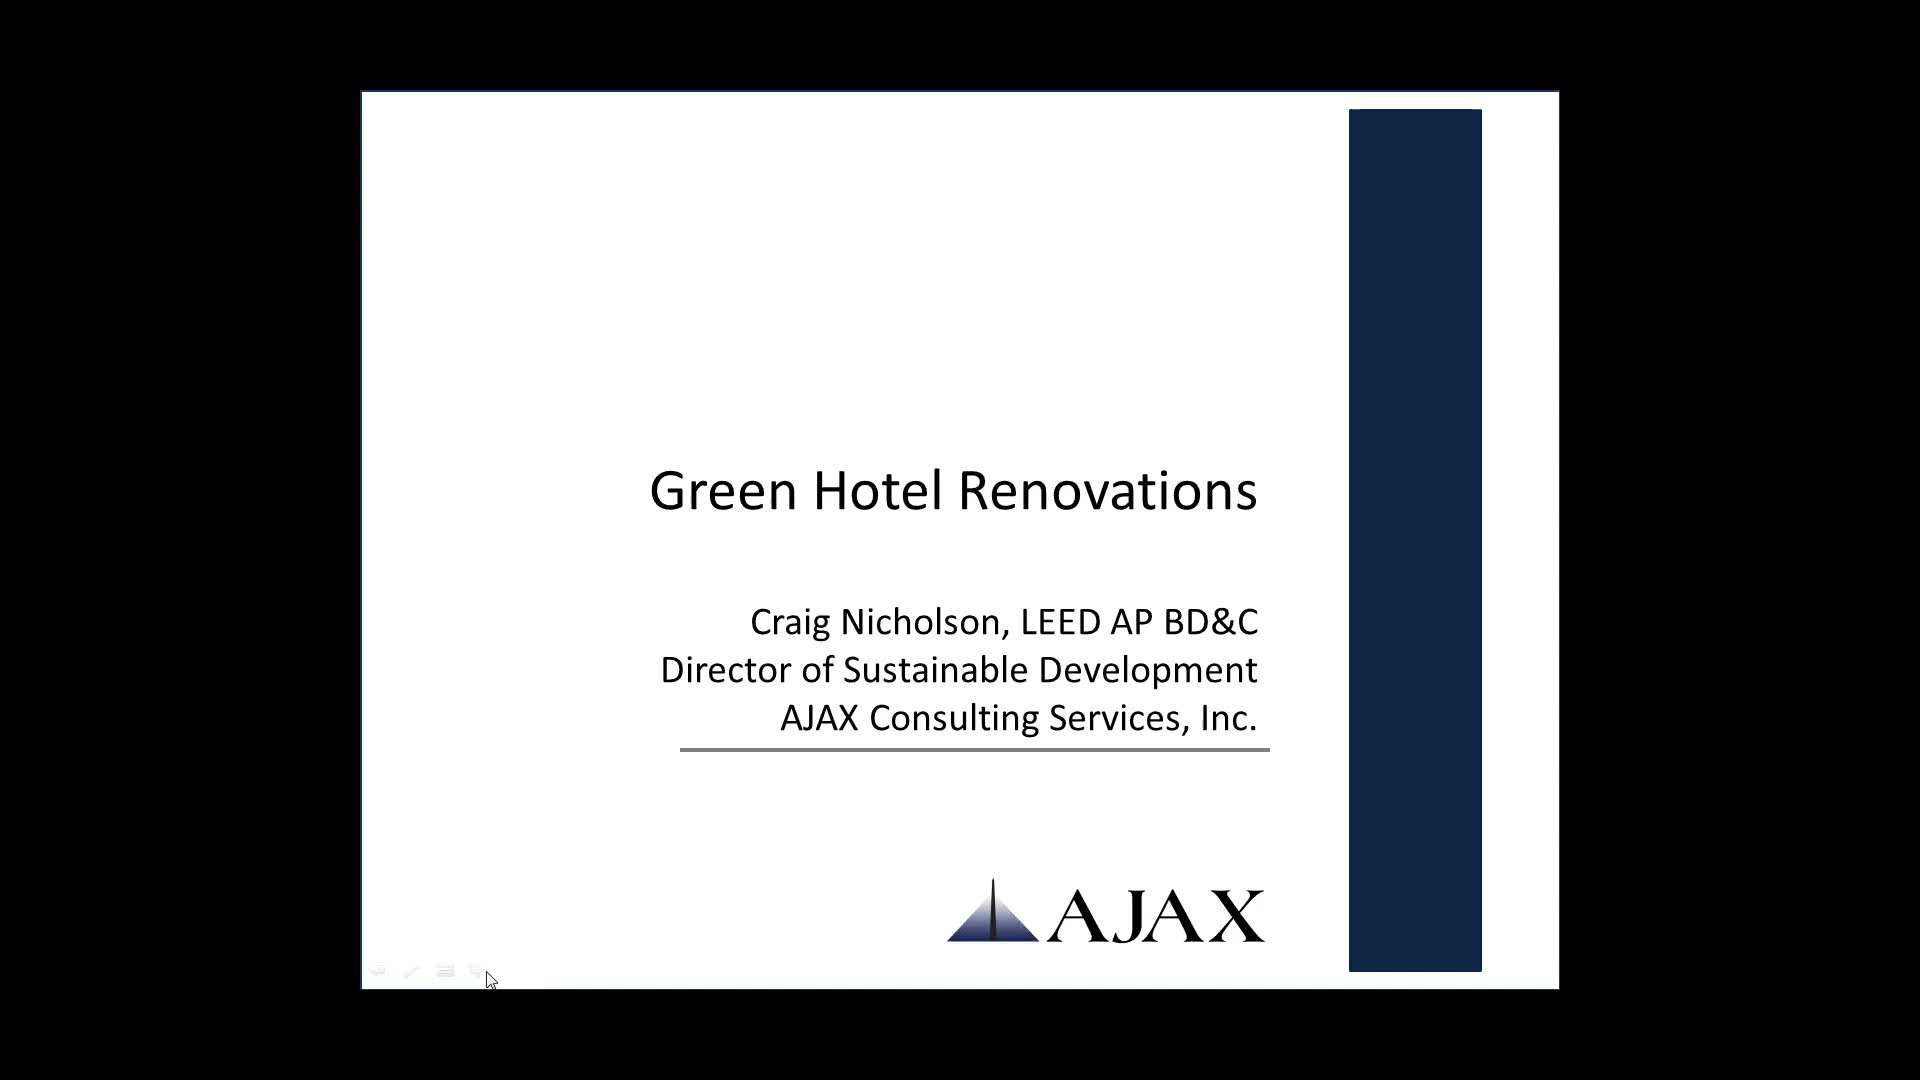 Green Hotel Renovations
Craig Nicholson, LEED AP BD&C
Director of Sustainable Development
AJAX Consulting Services, Inc.
AJAX